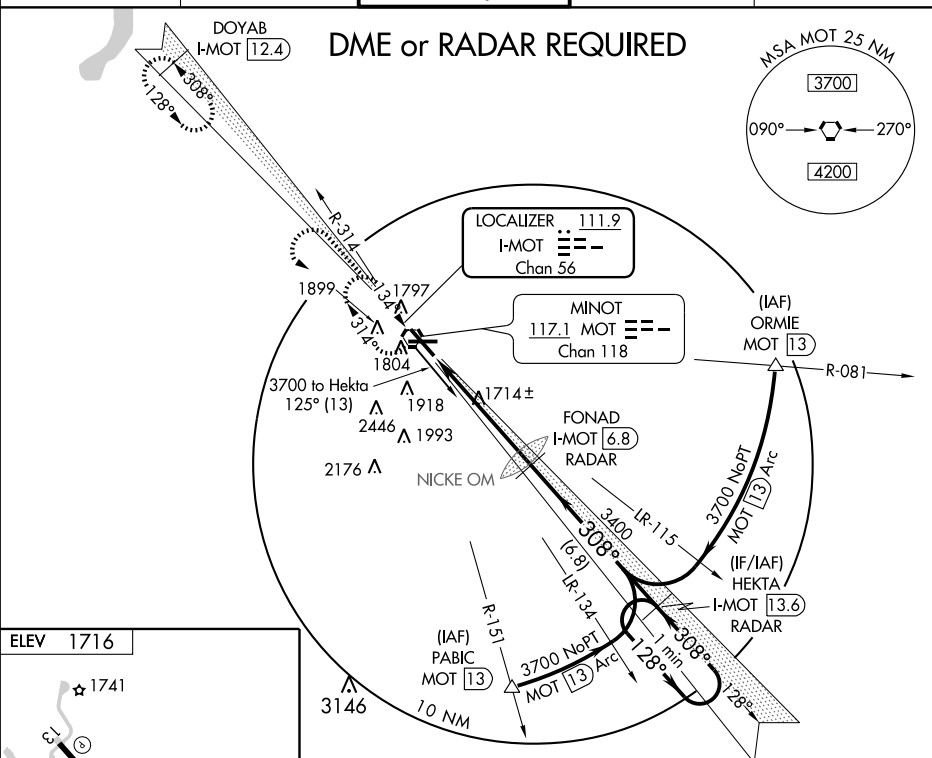 DOYAB
I-MOT 12.4
DME or RADAR REQUIRED
MSA MOT 25 NM
3700
090°
270°
4200
308°
128°
R-314
LOCALIZER 111.9
I-MOT
Chan 56
134°
1797
1899
314°
1804
MINOT
117.1 MOT
Chan 118
(IAF)
ORMIE
MOT 13
R-081
3700 to Hekta
125° (13)
1918
1714±
2446
1993
2176
FONAD
I-MOT 6.8
RADAR
NICKE OM
3700 NoPT
MOT 13 Arc
LR-115
3400
308°
(6.8)
LR-134
(IF/IAF)
HEKTA
I-MOT 13.6
RADAR
R-151
(IAF)
PABIC
MOT 13
3700 NoPT
MOT 13 Arc
1 min
308°
128°
128°
10 NM
3146
ELEV 1716
1741
13
P